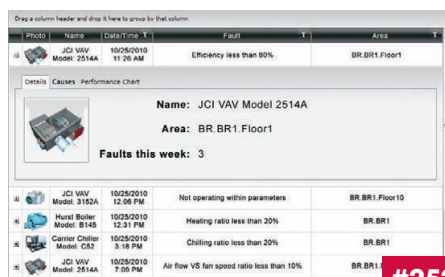 Drag a column header and drop it here to group by that column
Photo Name Date/Time Fault Area
JCI VAV Model: 2514A 10/25/2010 11:26 AM Efficiency less than 60% BR.BR1.Floor1
Details Causes Performance Chart
Name: JCI VAV Model 2514A
Area: BR.BR1.Floor1
Faults this week: 3
JCI VAV Model: 3152A 10/25/2010 12:06 PM Not operating within parameters BR.BR1.Floor10
Hurst Boiler Model: B145 10/25/2010 12:31 PM Heating ratio less than 20% BR.BR1
Carrier Chiller Model: C52 10/25/2010 3:18 PM Chilling ratio less than 20% BR.BR1
JCI VAV Model: 2514A 10/25/2010 7:00 PM Air flow VS fan speed ratio less than 10%